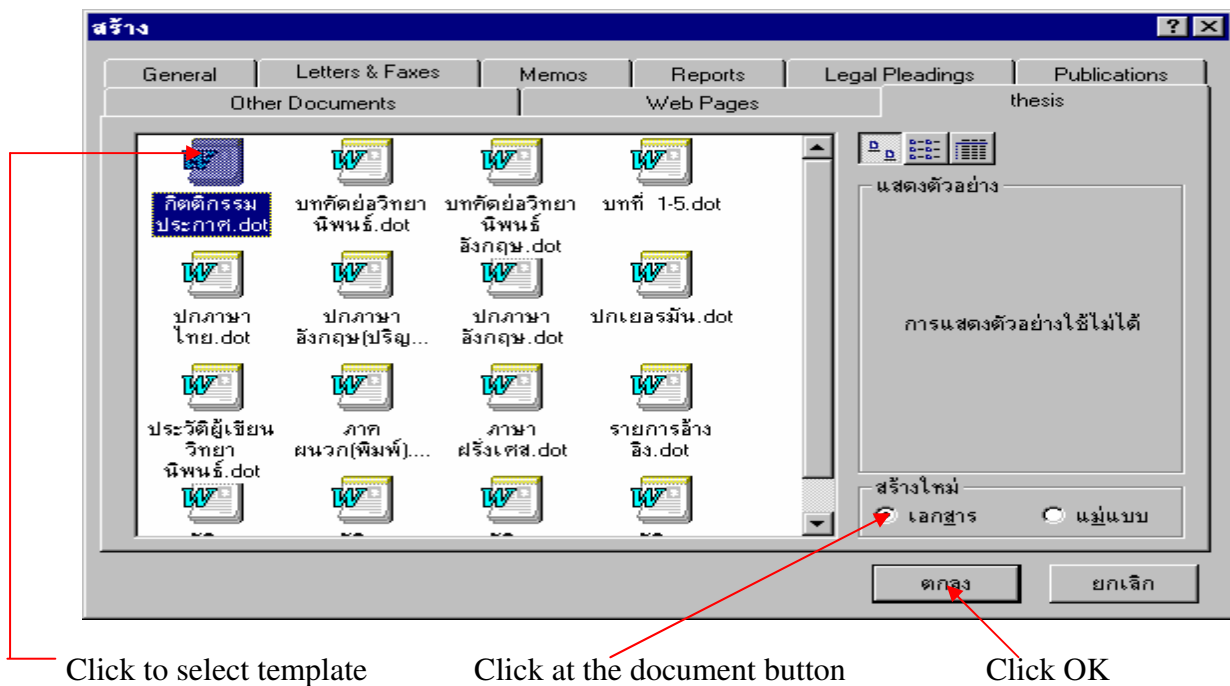 สร้าง
General Letters & Faxes Memos Reports Legal Pleadings Publications
Other Documents Web Pages thesis
กิตติกรรม
ประกาศ.dot
บทคัดย่อวิทยา
นิพนธ์.dot
บทคัดย่อวิทยา
นิพนธ์
อังกฤษ.dot
บทที่ 1-5.dot
ปกภาษา
ไทย.dot
ปกภาษา
อังกฤษ(ปริญ...
ปกภาษา
อังกฤษ.dot
ปกเยอรมัน.dot
ประวัติผู้เขียน
วิทยา
นิพนธ์.dot
ภาค
ผนวก(พิมพ์)....
ภาษา
ฝรั่งเศส.dot
รายการอ้าง
อิง.dot
แสดงตัวอย่าง
การแสดงตัวอย่างใช้ไม่ได้
สร้างใหม่
เอกสาร แม่แบบ
ตกลง ยกเลิก
Click to select template Click at the document button Click OK